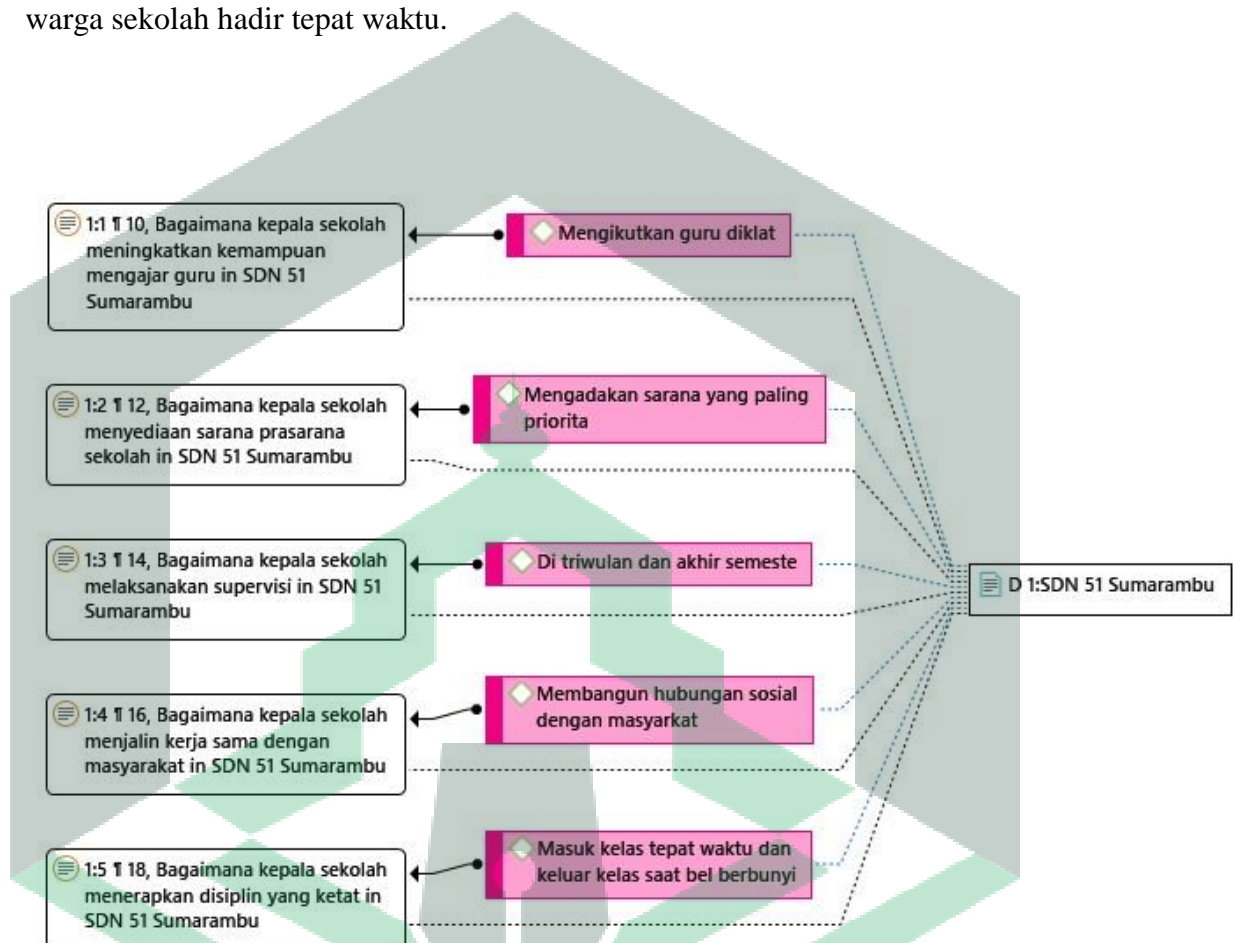 warga sekolah hadir tepat waktu.
1:1 ¶ 10, Bagaimana kepala sekolah
meningkatkan kemampuan
mengajar guru in SDN 51
Sumarambu
Mengikutkan guru diklat
1:2 ¶ 12, Bagaimana kepala sekolah
menyediaan sarana prasarana
sekolah in SDN 51 Sumarambu
Mengadakan sarana yang paling
priorita
1:3 ¶ 14, Bagaimana kepala sekolah
melaksanakan supervisi in SDN 51
Sumarambu
Di triwulan dan akhir semeste
D 1:SDN 51 Sumarambu
1:4 ¶ 16, Bagaimana kepala sekolah
menjalin kerja sama dengan
masyarakat in SDN 51 Sumarambu
Membangun hubungan sosial
dengan masyarkat
1:5 ¶ 18, Bagaimana kepala sekolah
menerapkan disiplin yang ketat in
SDN 51 Sumarambu
Masuk kelas tepat waktu dan
keluar kelas saat bel berbunyi